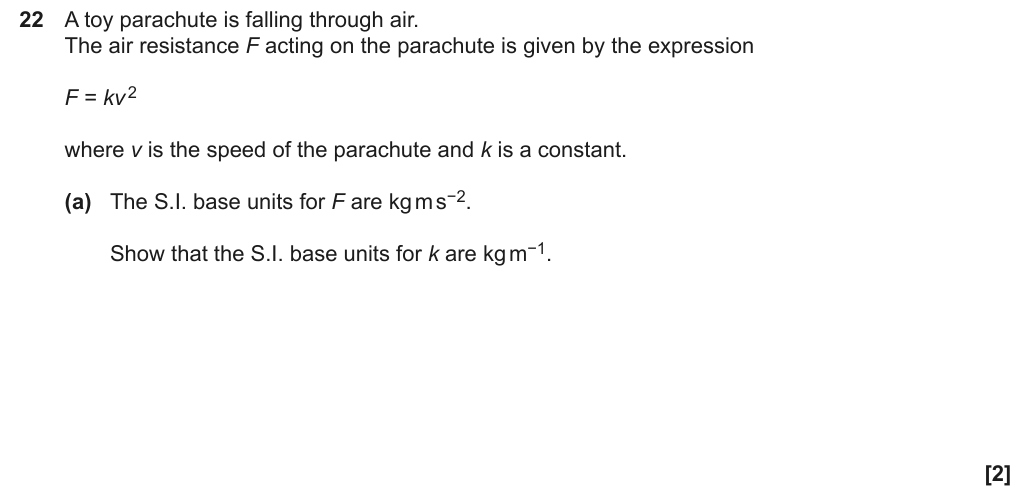 22 A toy parachute is falling through air.
The air resistance F acting on the parachute is given by the expression
F = kv²
where v is the speed of the parachute and k is a constant.
(a) The S.I. base units for F are kg m s⁻².
Show that the S.I. base units for k are kg m⁻¹.
[2]